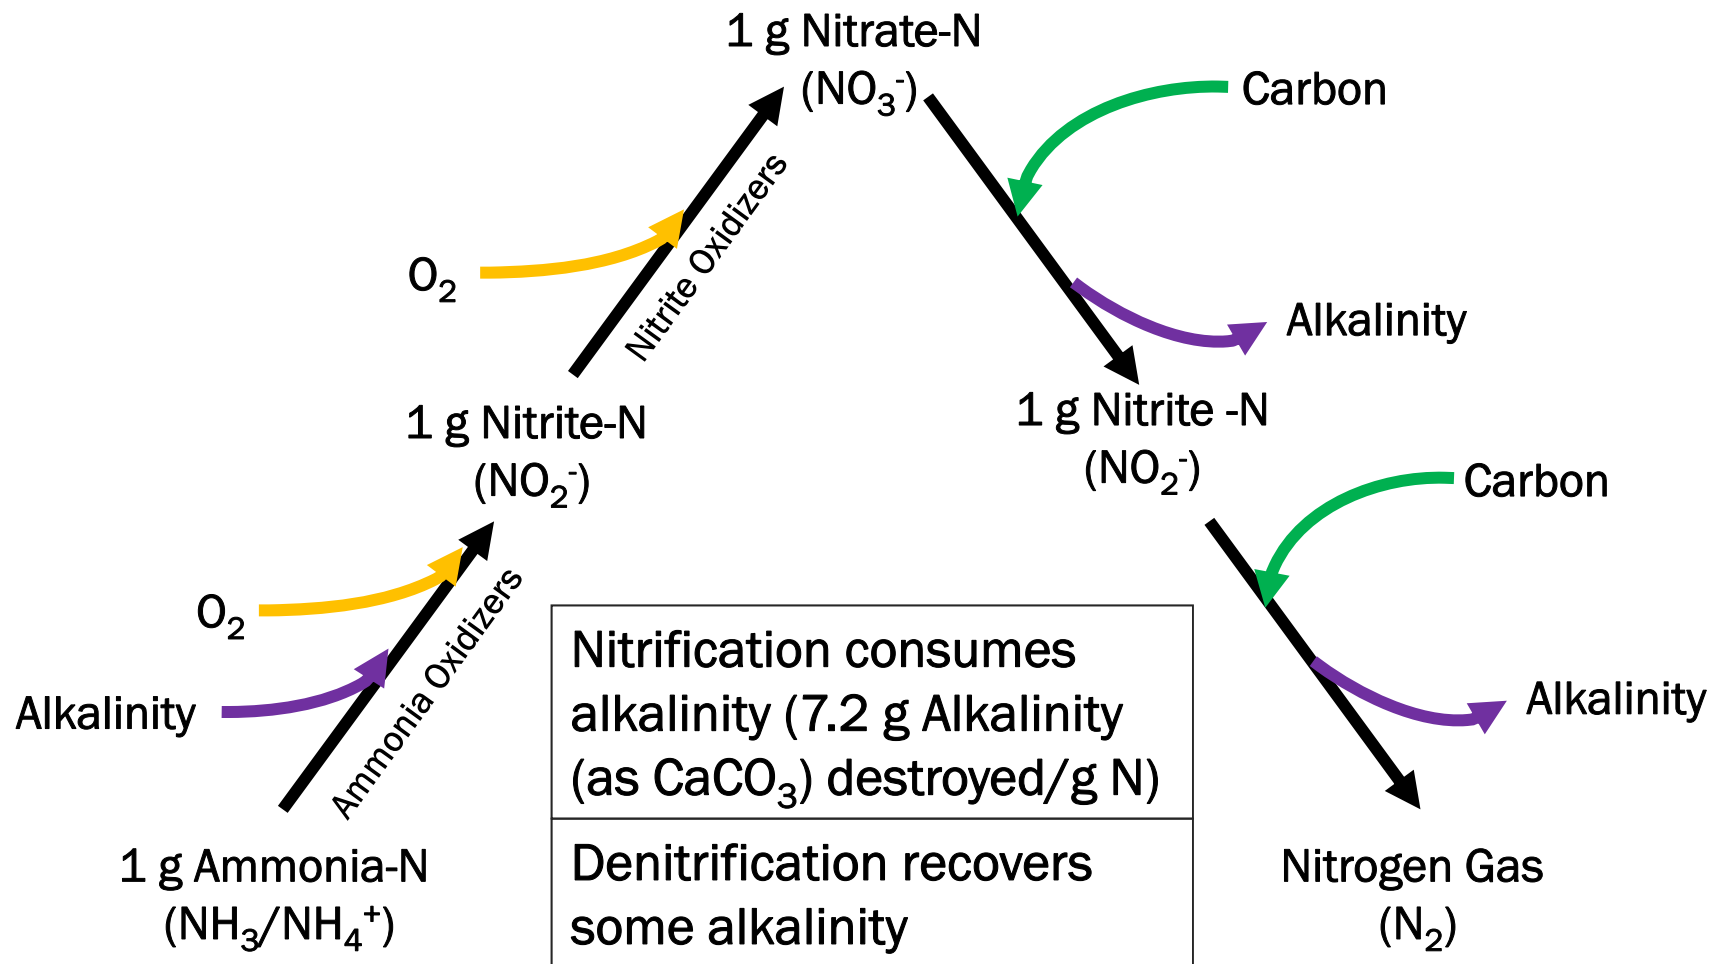 1 g Nitrate-N
(NO₃⁻)
Carbon
Nitrite Oxidizers
O₂
Alkalinity
1 g Nitrite-N
(NO₂⁻)
1 g Nitrite -N
(NO₂⁻)
Carbon
O₂
Ammonia Oxidizers
Alkalinity
Nitrification consumes
alkalinity (7.2 g Alkalinity
(as CaCO₃) destroyed/g N)
Alkalinity
Denitrification recovers
some alkalinity
1 g Ammonia-N
(NH₃/NH₄⁺)
Nitrogen Gas
(N₂)